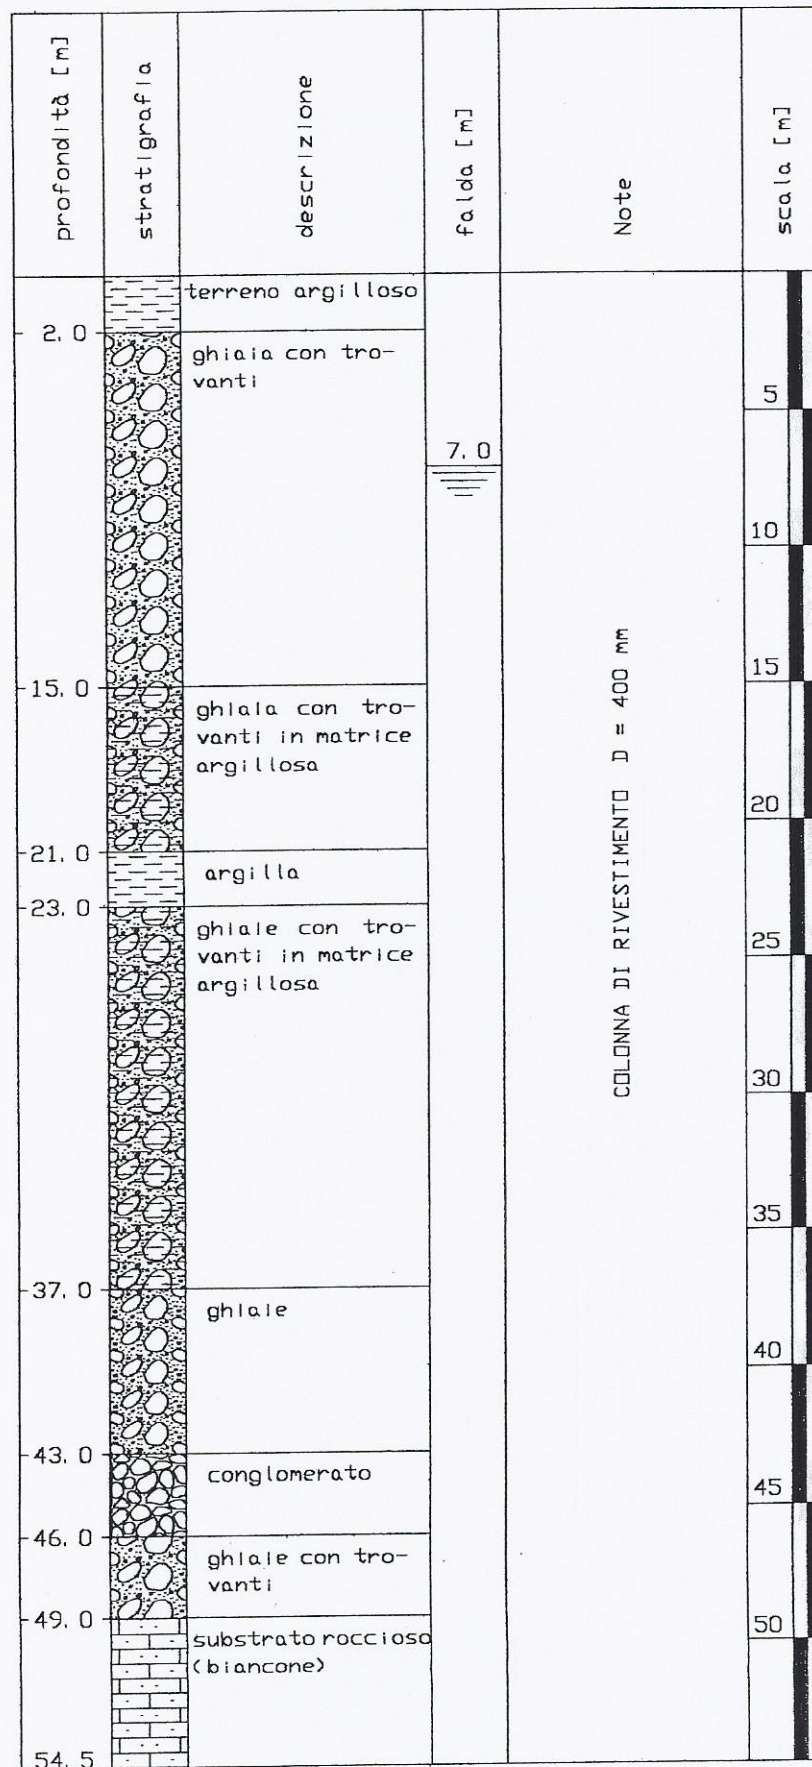 profondità [m]
stratigrafia
descrizione
falda [m]
Note
scala [m]
terreno argilloso
2.0
ghiaia con tro-
vanti
5
7.0
10
15
15.0
ghiaia con tro-
vanti in matrice
argillosa
20
21.0
argilla
23.0
ghiaie con tro-
vanti in matrice
argillosa
25
COLONNA DI RIVESTIMENTO D = 400 mm
30
35
37.0
ghiaie
40
43.0
conglomerato
45
46.0
ghiaie con tro-
vanti
49.0
50
substrato roccioso
(biancone)
54.5